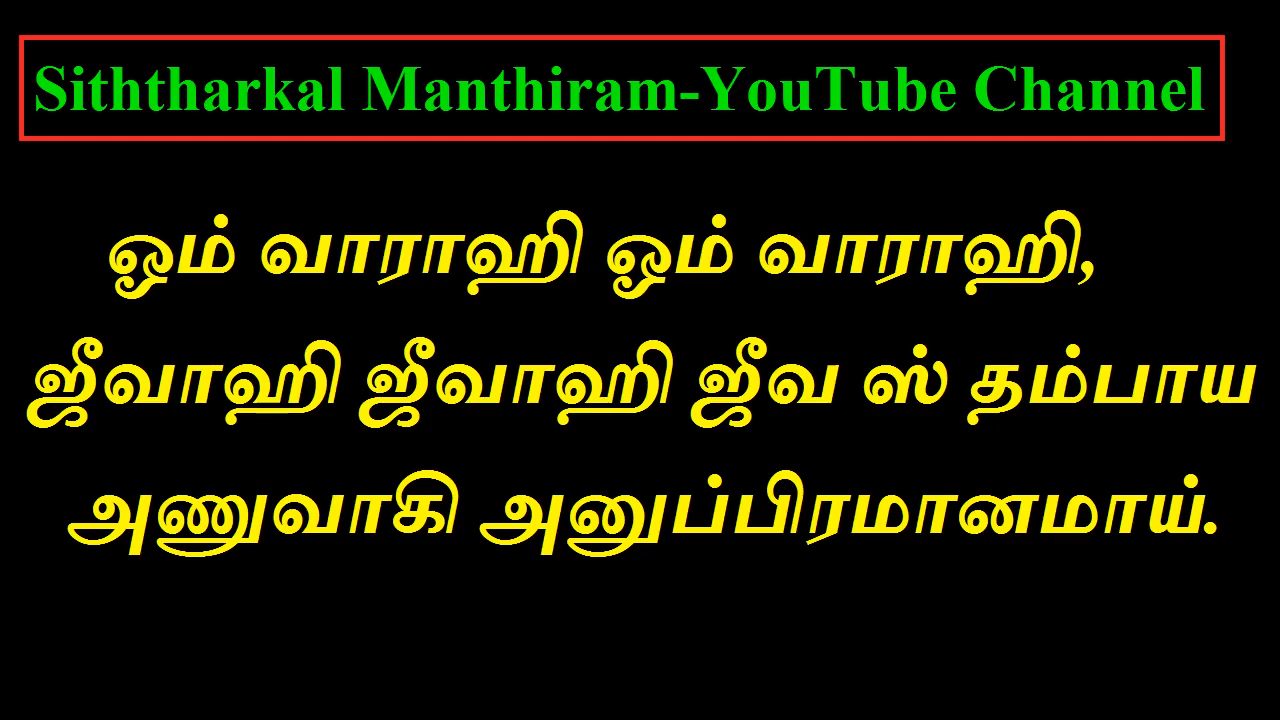 Siththarkal Manthiram-YouTube Channel
ஓம் வாராஹி ஓம் வாராஹி,
ஜீவாஹி ஜீவாஹி ஜீவ ஸ் தம்பாய
அணுவாகி அனுப்பிரமானமாய்.